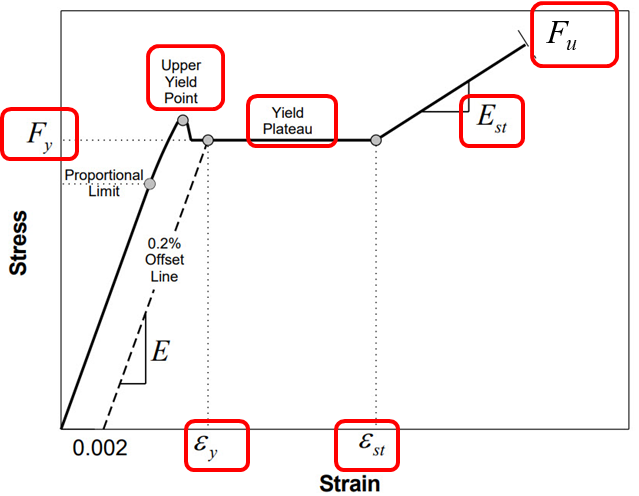 F_u
Upper
Yield
Point
Yield
Plateau
E_st
F_y
Proportional
Limit
Stress
0.2%
Offset
Line
E
0.002
ε_y
ε_st
Strain